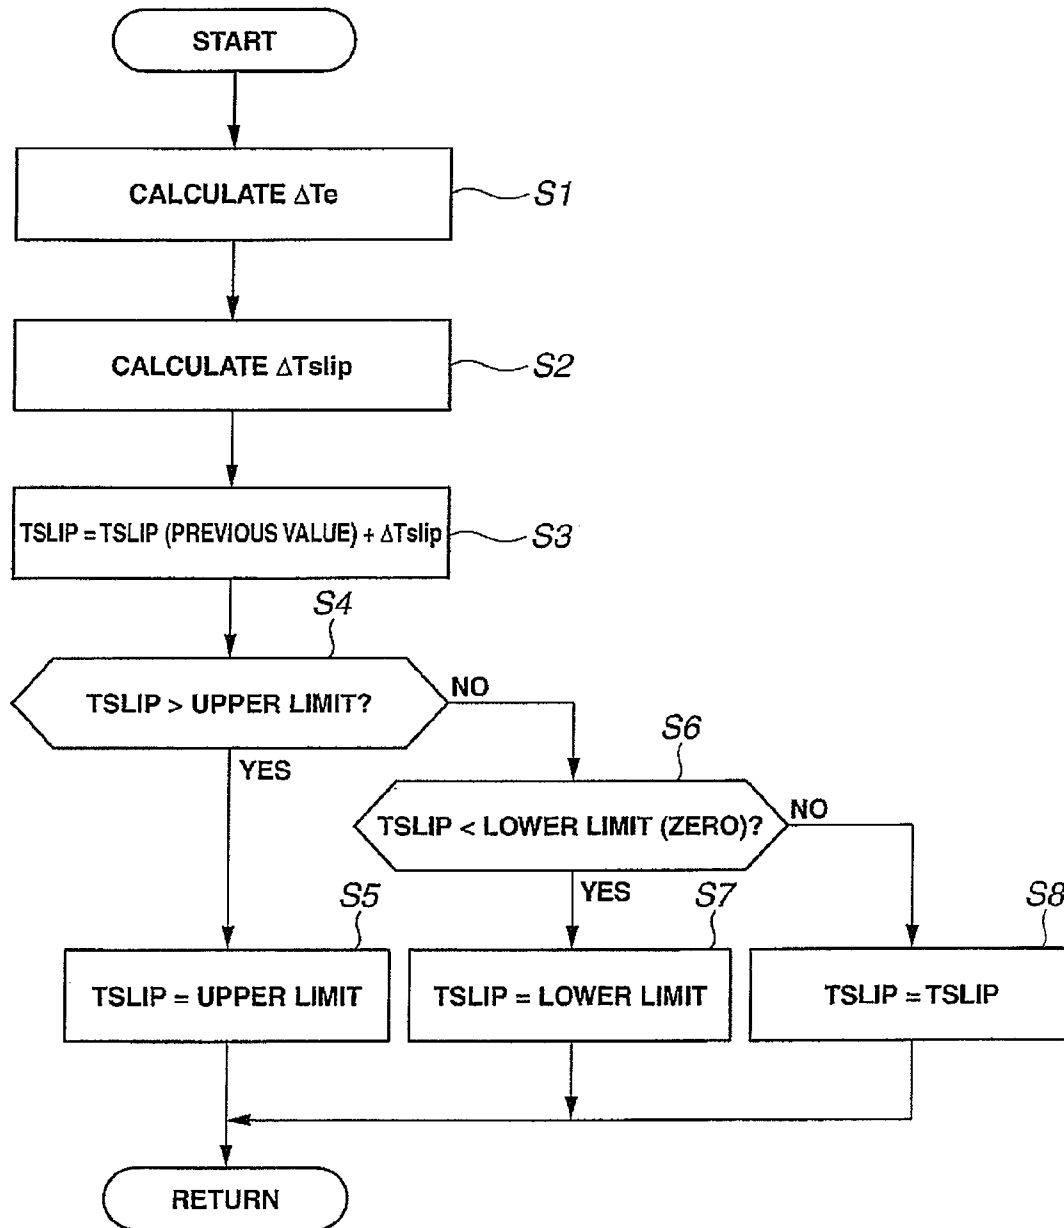 START
CALCULATE ΔTe
S1
CALCULATE ΔTslip
S2
TSLIP = TSLIP (PREVIOUS VALUE) + ΔTslip
S3
S4
TSLIP > UPPER LIMIT?
NO
YES
S6
TSLIP < LOWER LIMIT (ZERO)?
NO
YES
S5
TSLIP = UPPER LIMIT
S7
TSLIP = LOWER LIMIT
S8
TSLIP = TSLIP
RETURN